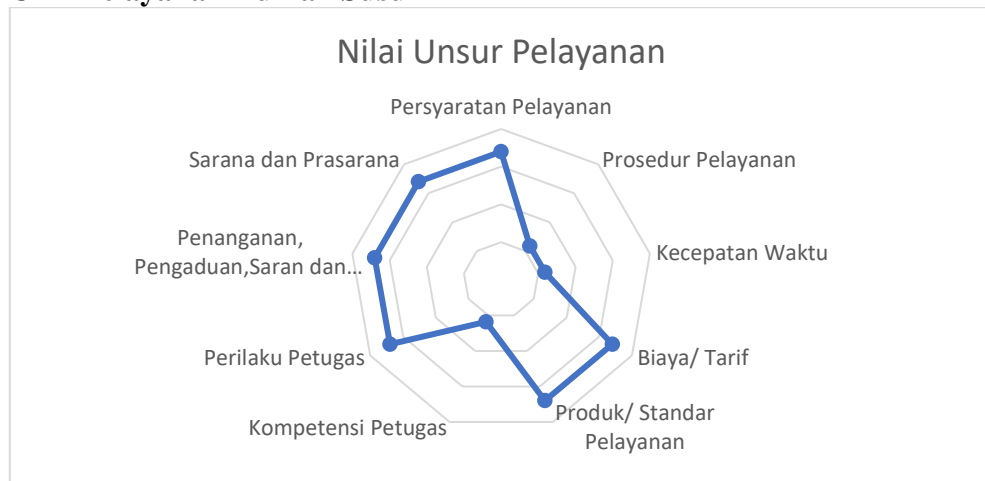 Nilai Unsur Pelayanan
Persyaratan Pelayanan
Prosedur Pelayanan
Kecepatan Waktu
Biaya/ Tarif
Produk/ Standar
Pelayanan
Kompetensi Petugas
Perilaku Petugas
Penanganan,
Pengaduan,Saran dan...
Sarana dan Prasarana